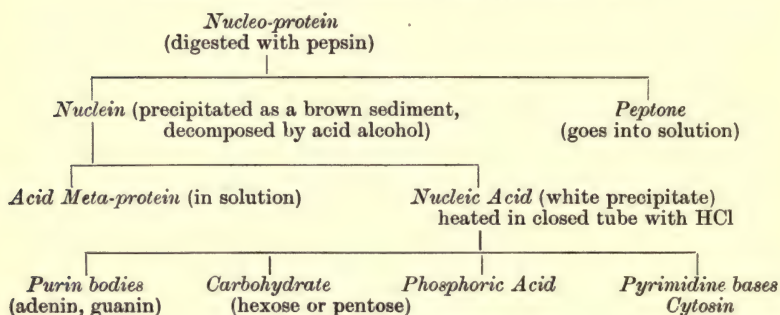 Nucleo-protein
(digested with pepsin)
Nuclein (precipitated as a brown sediment,
decomposed by acid alcohol)
Peptone
(goes into solution)
Acid Meta-protein (in solution)
Nucleic Acid (white precipitate)
heated in closed tube with HCl
Purin bodies
(adenin, guanin)
Carbohydrate
(hexose or pentose)
Phosphoric Acid
Pyrimidine bases
Cytosin